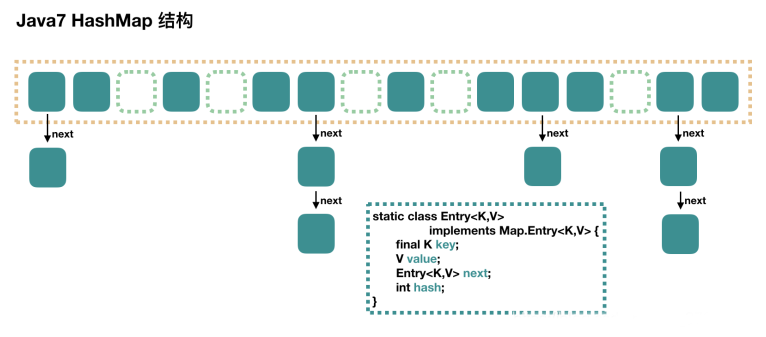 Java7 HashMap 结构
next
next
next
next
next
next
static class Entry<K,V>
implements Map.Entry<K,V> {
final K key;
V value;
Entry<K,V> next;
int hash;
}